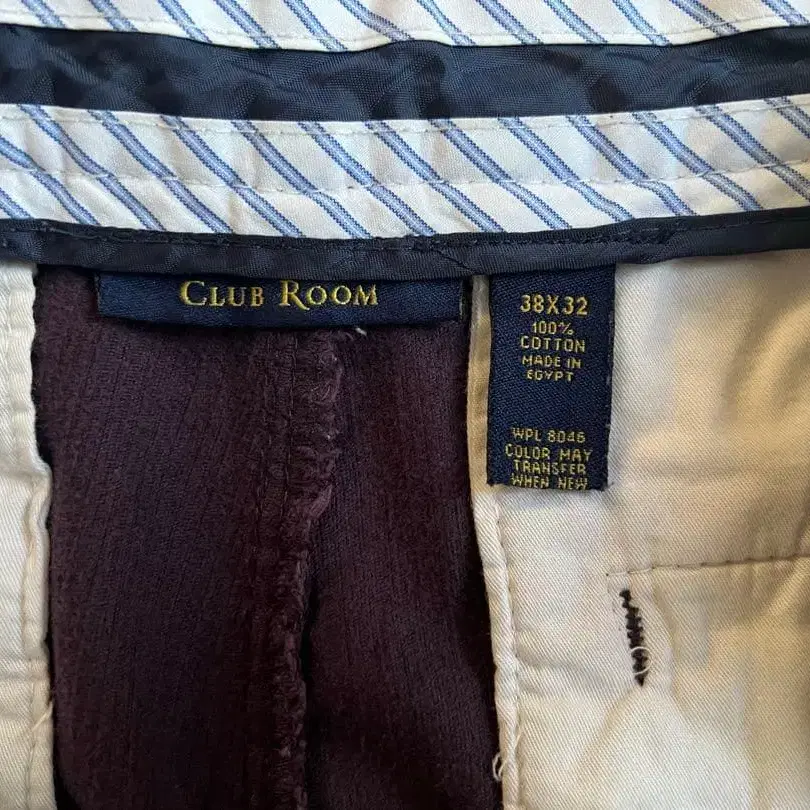 CLUB ROOM
38X32
100%
COTTON
MADE IN
EGYPT
WPL 8046
COLOR MAY
TRANSFER
WHEN NEW